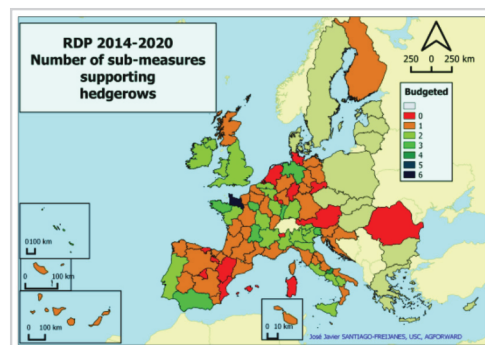 RDP 2014-2020
Number of sub-measures
supporting
hedgerows
250 0 250 km
Budgeted
0
1
2
3
4
5
6
0 100 km
0 100 km
0 100 km
0 10 km
José Javier SANTIAGO-FREIJANES, USC, AGFORWARD